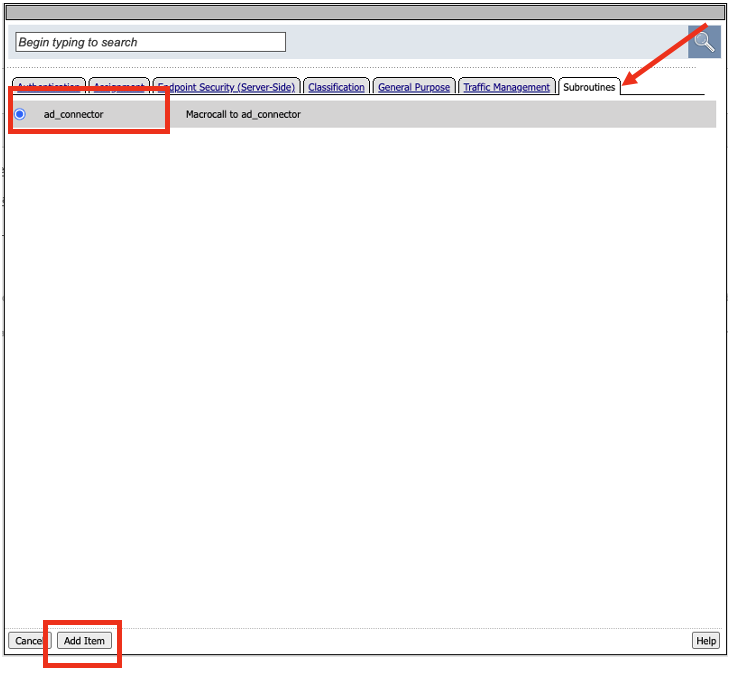 Begin typing to search
Authentication Assignment Endpoint Security (Server-Side) Classification General Purpose Traffic Management Subroutines
ad_connector Macrocall to ad_connector
Cancel Add Item Help